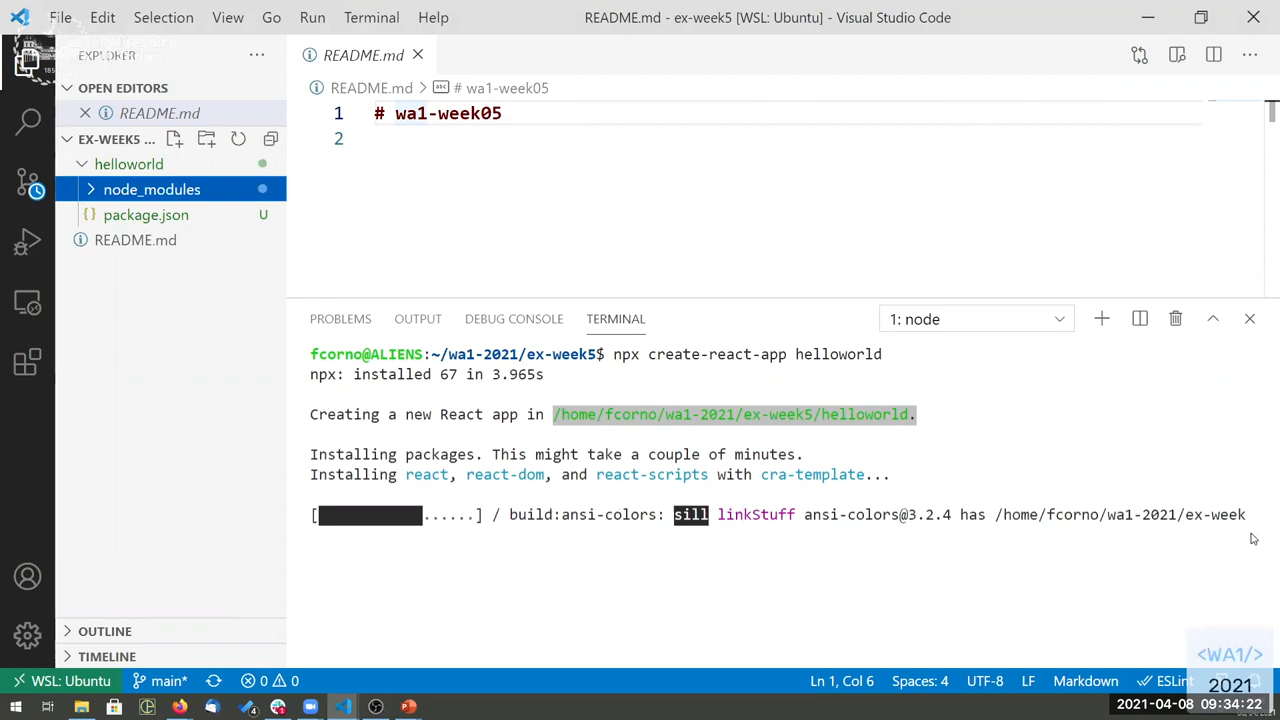 File Edit Selection View Go Run Terminal Help README.md - ex-week5 [WSL: Ubuntu] - Visual Studio Code
EXPLORER
OPEN EDITORS
README.md
EX-WEEK5 ...
helloworld
node_modules
{} package.json U
README.md
OUTLINE
TIMELINE
README.md
README.md > # wa1-week05
1 # wa1-week05
2
PROBLEMS OUTPUT DEBUG CONSOLE TERMINAL 1: node
fcorno@ALIENS:~/wa1-2021/ex-week5$ npx create-react-app helloworld
npx: installed 67 in 3.965s
Creating a new React app in /home/fcorno/wa1-2021/ex-week5/helloworld.
Installing packages. This might take a couple of minutes.
Installing react, react-dom, and react-scripts with cra-template...
[ ......] / build:ansi-colors: sill linkStuff ansi-colors@3.2.4 has /home/fcorno/wa1-2021/ex-week
<WA1/>
2021
WSL: Ubuntu main* 0 0 Ln 1, Col 6 Spaces: 4 UTF-8 LF Markdown ESLint
2021-04-08 09:34:22